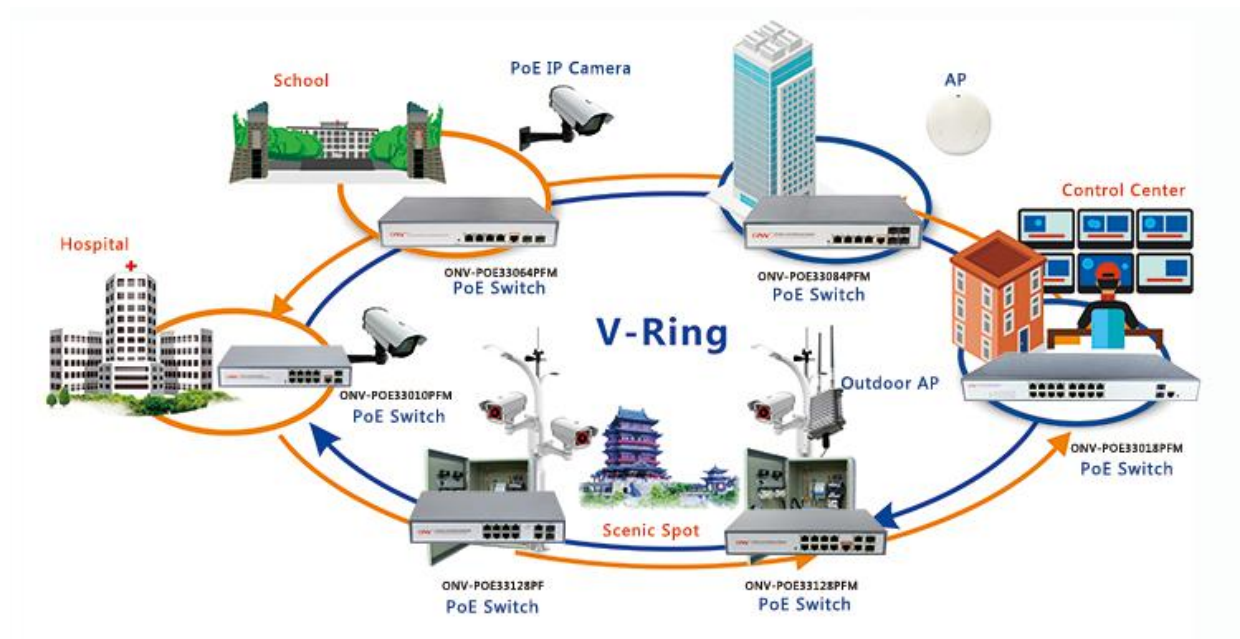 School
PoE IP Camera
AP
Control Center
Hospital
ONV-POE33064PFM
PoE Switch
ONV-POE33084PFM
PoE Switch
V-Ring
Outdoor AP
ONV-POE33010PFM
PoE Switch
ONV-POE33018PFM
PoE Switch
Scenic Spot
ONV-POE33128PF
PoE Switch
ONV-POE33128PFM
PoE Switch